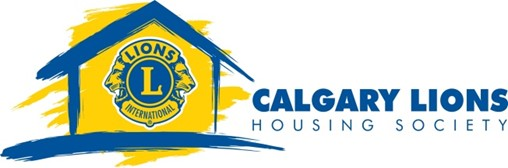 LIONS
L
INTERNATIONAL
CALGARY LIONS
HOUSING SOCIETY